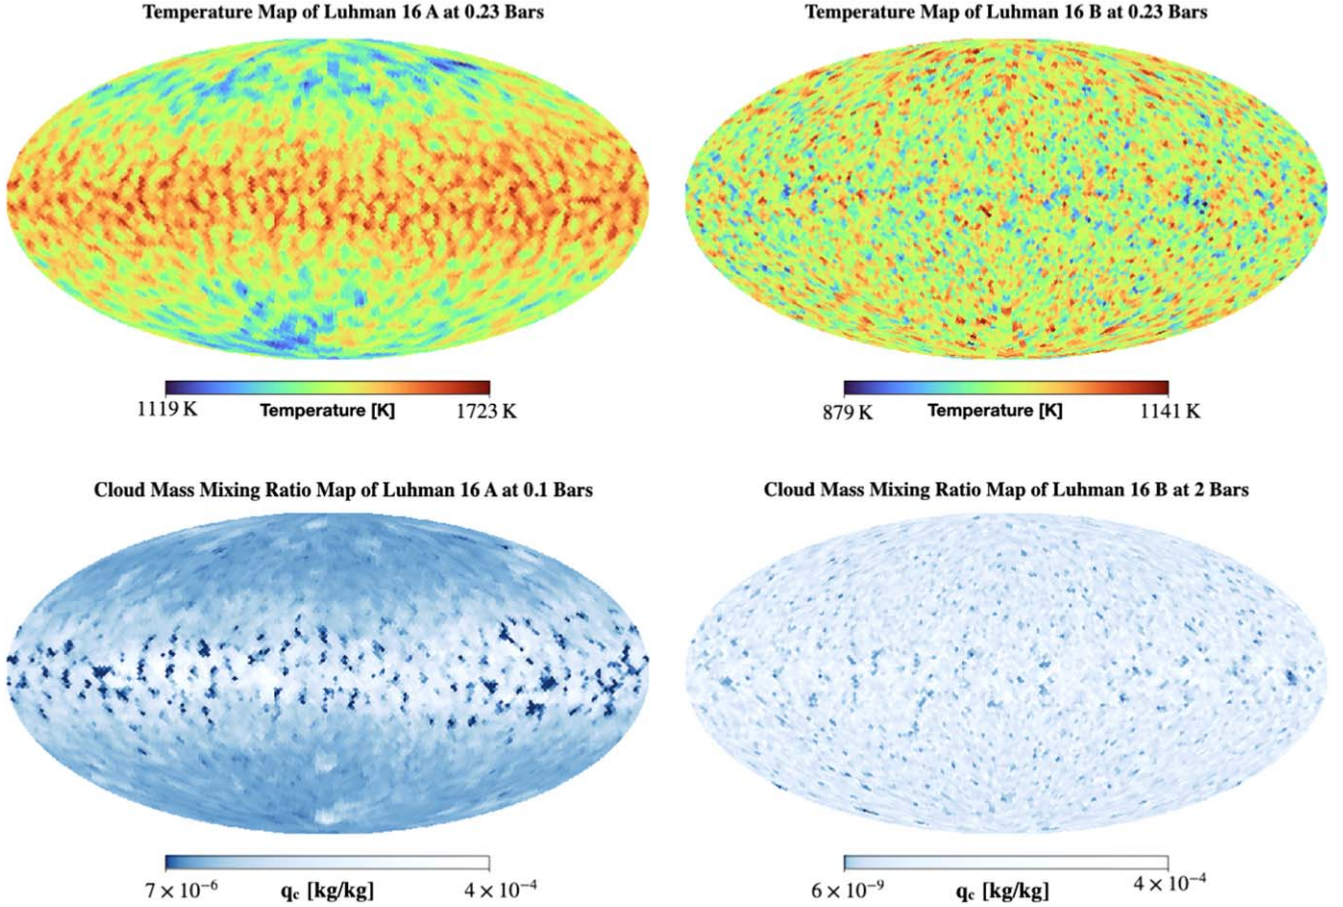 Temperature Map of Luhman 16 A at 0.23 Bars
Temperature Map of Luhman 16 B at 0.23 Bars
1119 K Temperature [K] 1723 K
879 K Temperature [K] 1141 K
Cloud Mass Mixing Ratio Map of Luhman 16 A at 0.1 Bars
Cloud Mass Mixing Ratio Map of Luhman 16 B at 2 Bars
7 × 10⁻⁶ q꜀ [kg/kg] 4 × 10⁻⁴
6 × 10⁻⁹ q꜀ [kg/kg] 4 × 10⁻⁴